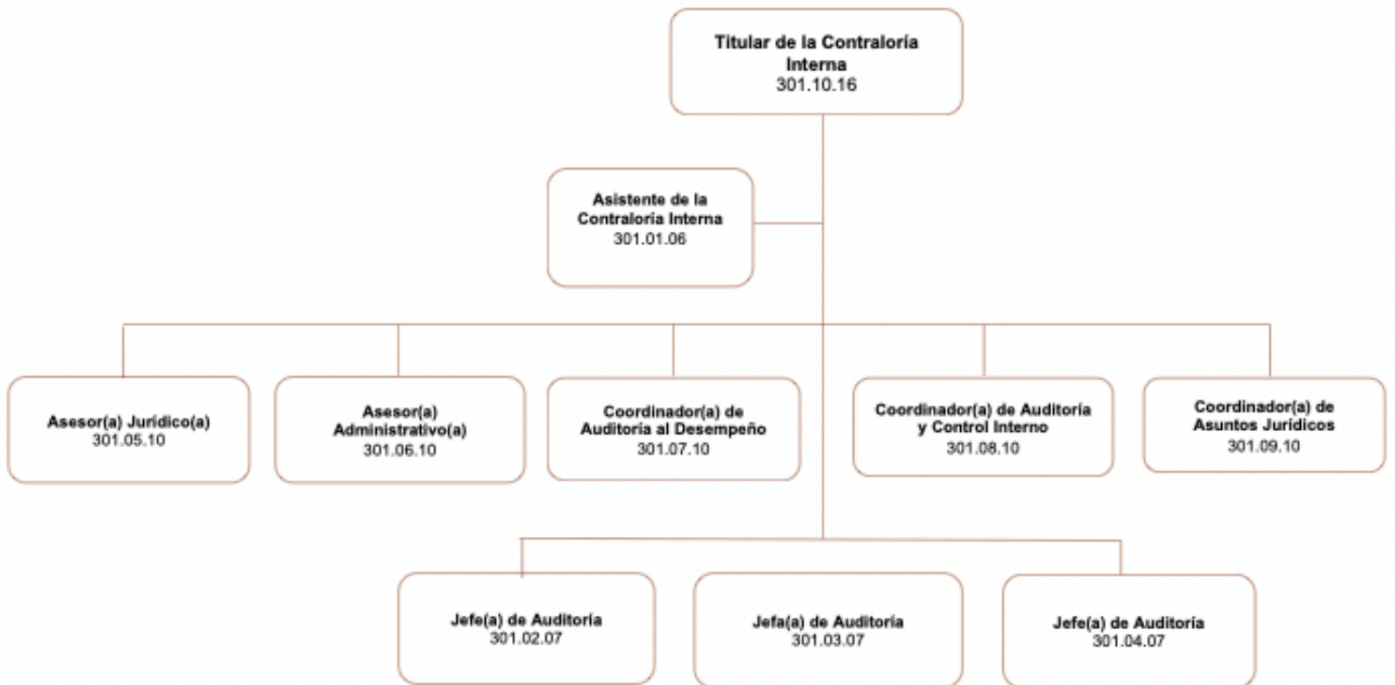 Titular de la Contraloría
Interna
301.10.16
Asistente de la
Contraloría Interna
301.01.06
Asesor(a) Jurídico(a)
301.05.10
Asesor(a)
Administrativo(a)
301.06.10
Coordinador(a) de
Auditoría al Desempeño
301.07.10
Coordinador(a) de Auditoría
y Control Interno
301.08.10
Coordinador(a) de
Asuntos Jurídicos
301.09.10
Jefe(a) de Auditoría
301.02.07
Jefa(a) de Auditoría
301.03.07
Jefe(a) de Auditoría
301.04.07